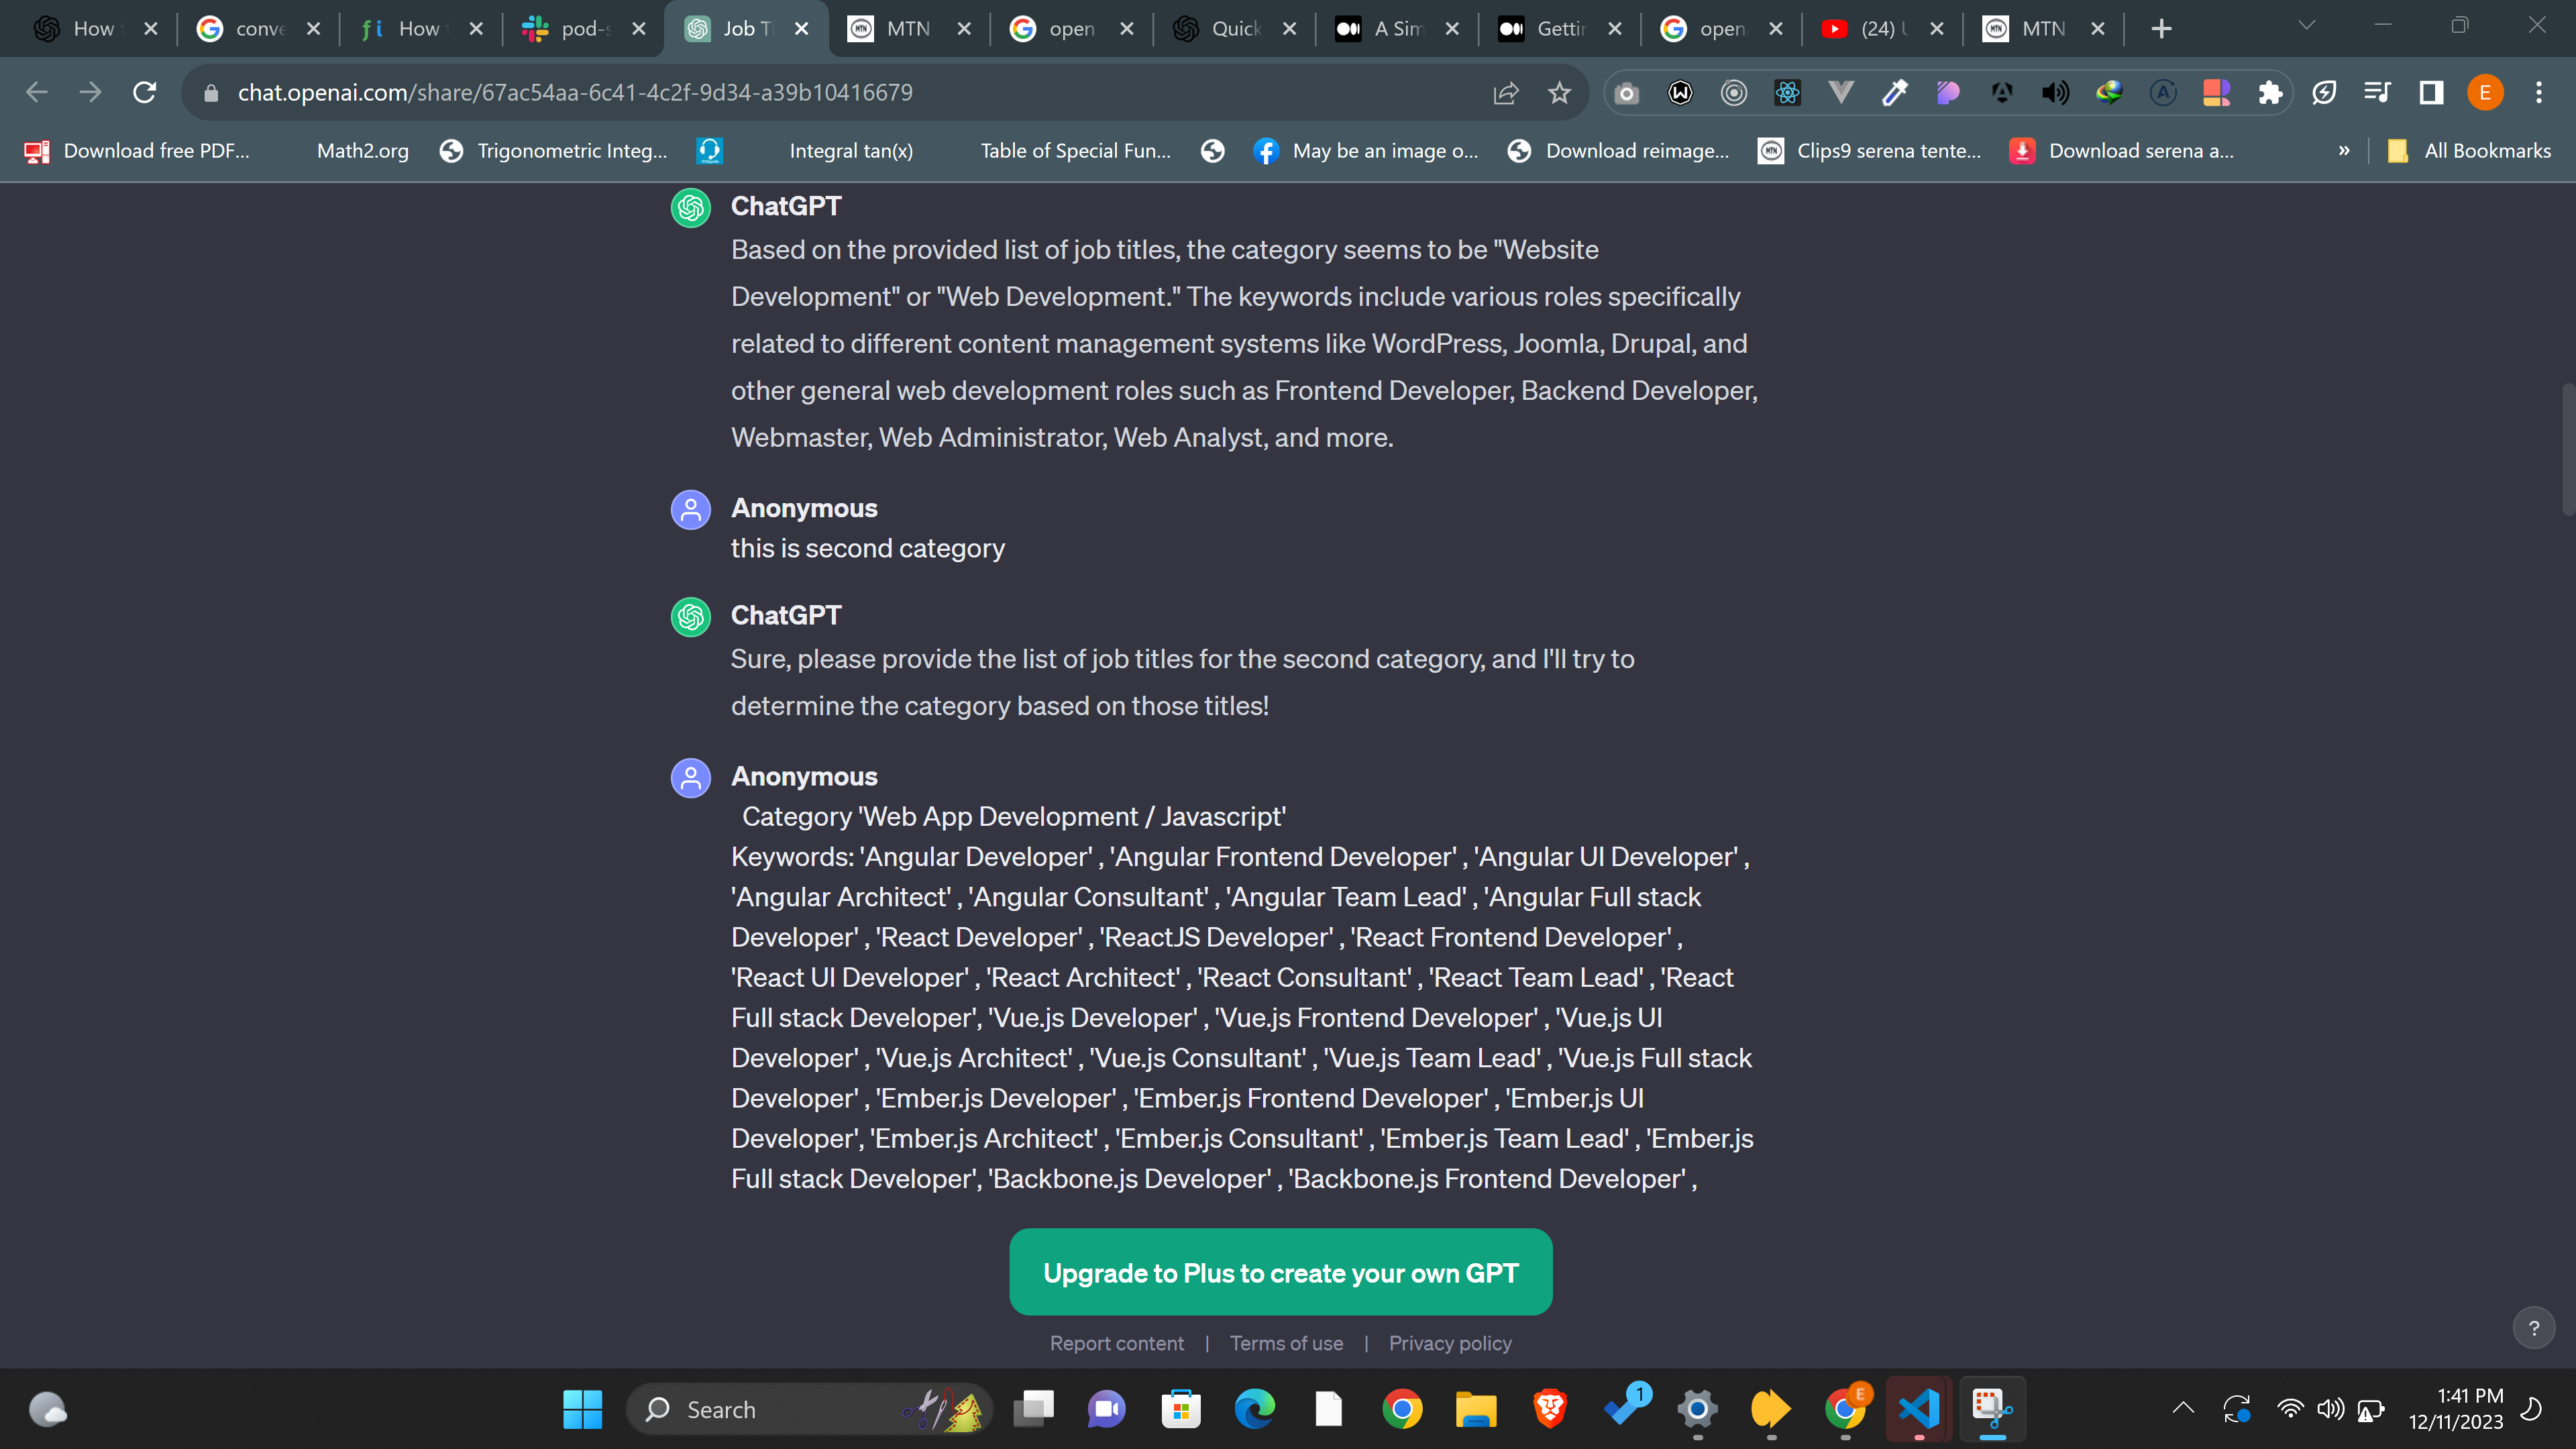 How
conve
How
pod-s
Job Ti
MTN
open
Quick
A Sim
Gettin
open
(24)
MTN
chat.openai.com/share/67ac54aa-6c41-4c2f-9d34-a39b10416679
E
Download free PDF...
Math2.org
Trigonometric Integ...
Integral tan(x)
Table of Special Fun...
May be an image o...
Download reimage...
Clips9 serena tente...
Download serena a...
»
All Bookmarks
ChatGPT
Based on the provided list of job titles, the category seems to be "Website
Development" or "Web Development." The keywords include various roles specifically
related to different content management systems like WordPress, Joomla, Drupal, and
other general web development roles such as Frontend Developer, Backend Developer,
Webmaster, Web Administrator, Web Analyst, and more.
Anonymous
this is second category
ChatGPT
Sure, please provide the list of job titles for the second category, and I'll try to
determine the category based on those titles!
Anonymous
Category 'Web App Development / Javascript'
Keywords: 'Angular Developer' , 'Angular Frontend Developer' , 'Angular UI Developer' ,
'Angular Architect' , 'Angular Consultant' , 'Angular Team Lead' , 'Angular Full stack
Developer' , 'React Developer' , 'ReactJS Developer' , 'React Frontend Developer' ,
'React UI Developer' , 'React Architect' , 'React Consultant' , 'React Team Lead' , 'React
Full stack Developer', 'Vue.js Developer' , 'Vue.js Frontend Developer' , 'Vue.js UI
Developer' , 'Vue.js Architect' , 'Vue.js Consultant' , 'Vue.js Team Lead' , 'Vue.js Full stack
Developer' , 'Ember.js Developer' , 'Ember.js Frontend Developer' , 'Ember.js UI
Developer', 'Ember.js Architect' , 'Ember.js Consultant' , 'Ember.js Team Lead' , 'Ember.js
Full stack Developer', 'Backbone.js Developer' , 'Backbone.js Frontend Developer' ,
Upgrade to Plus to create your own GPT
Report content | Terms of use | Privacy policy
?
Search
1
E
1:41 PM
12/11/2023